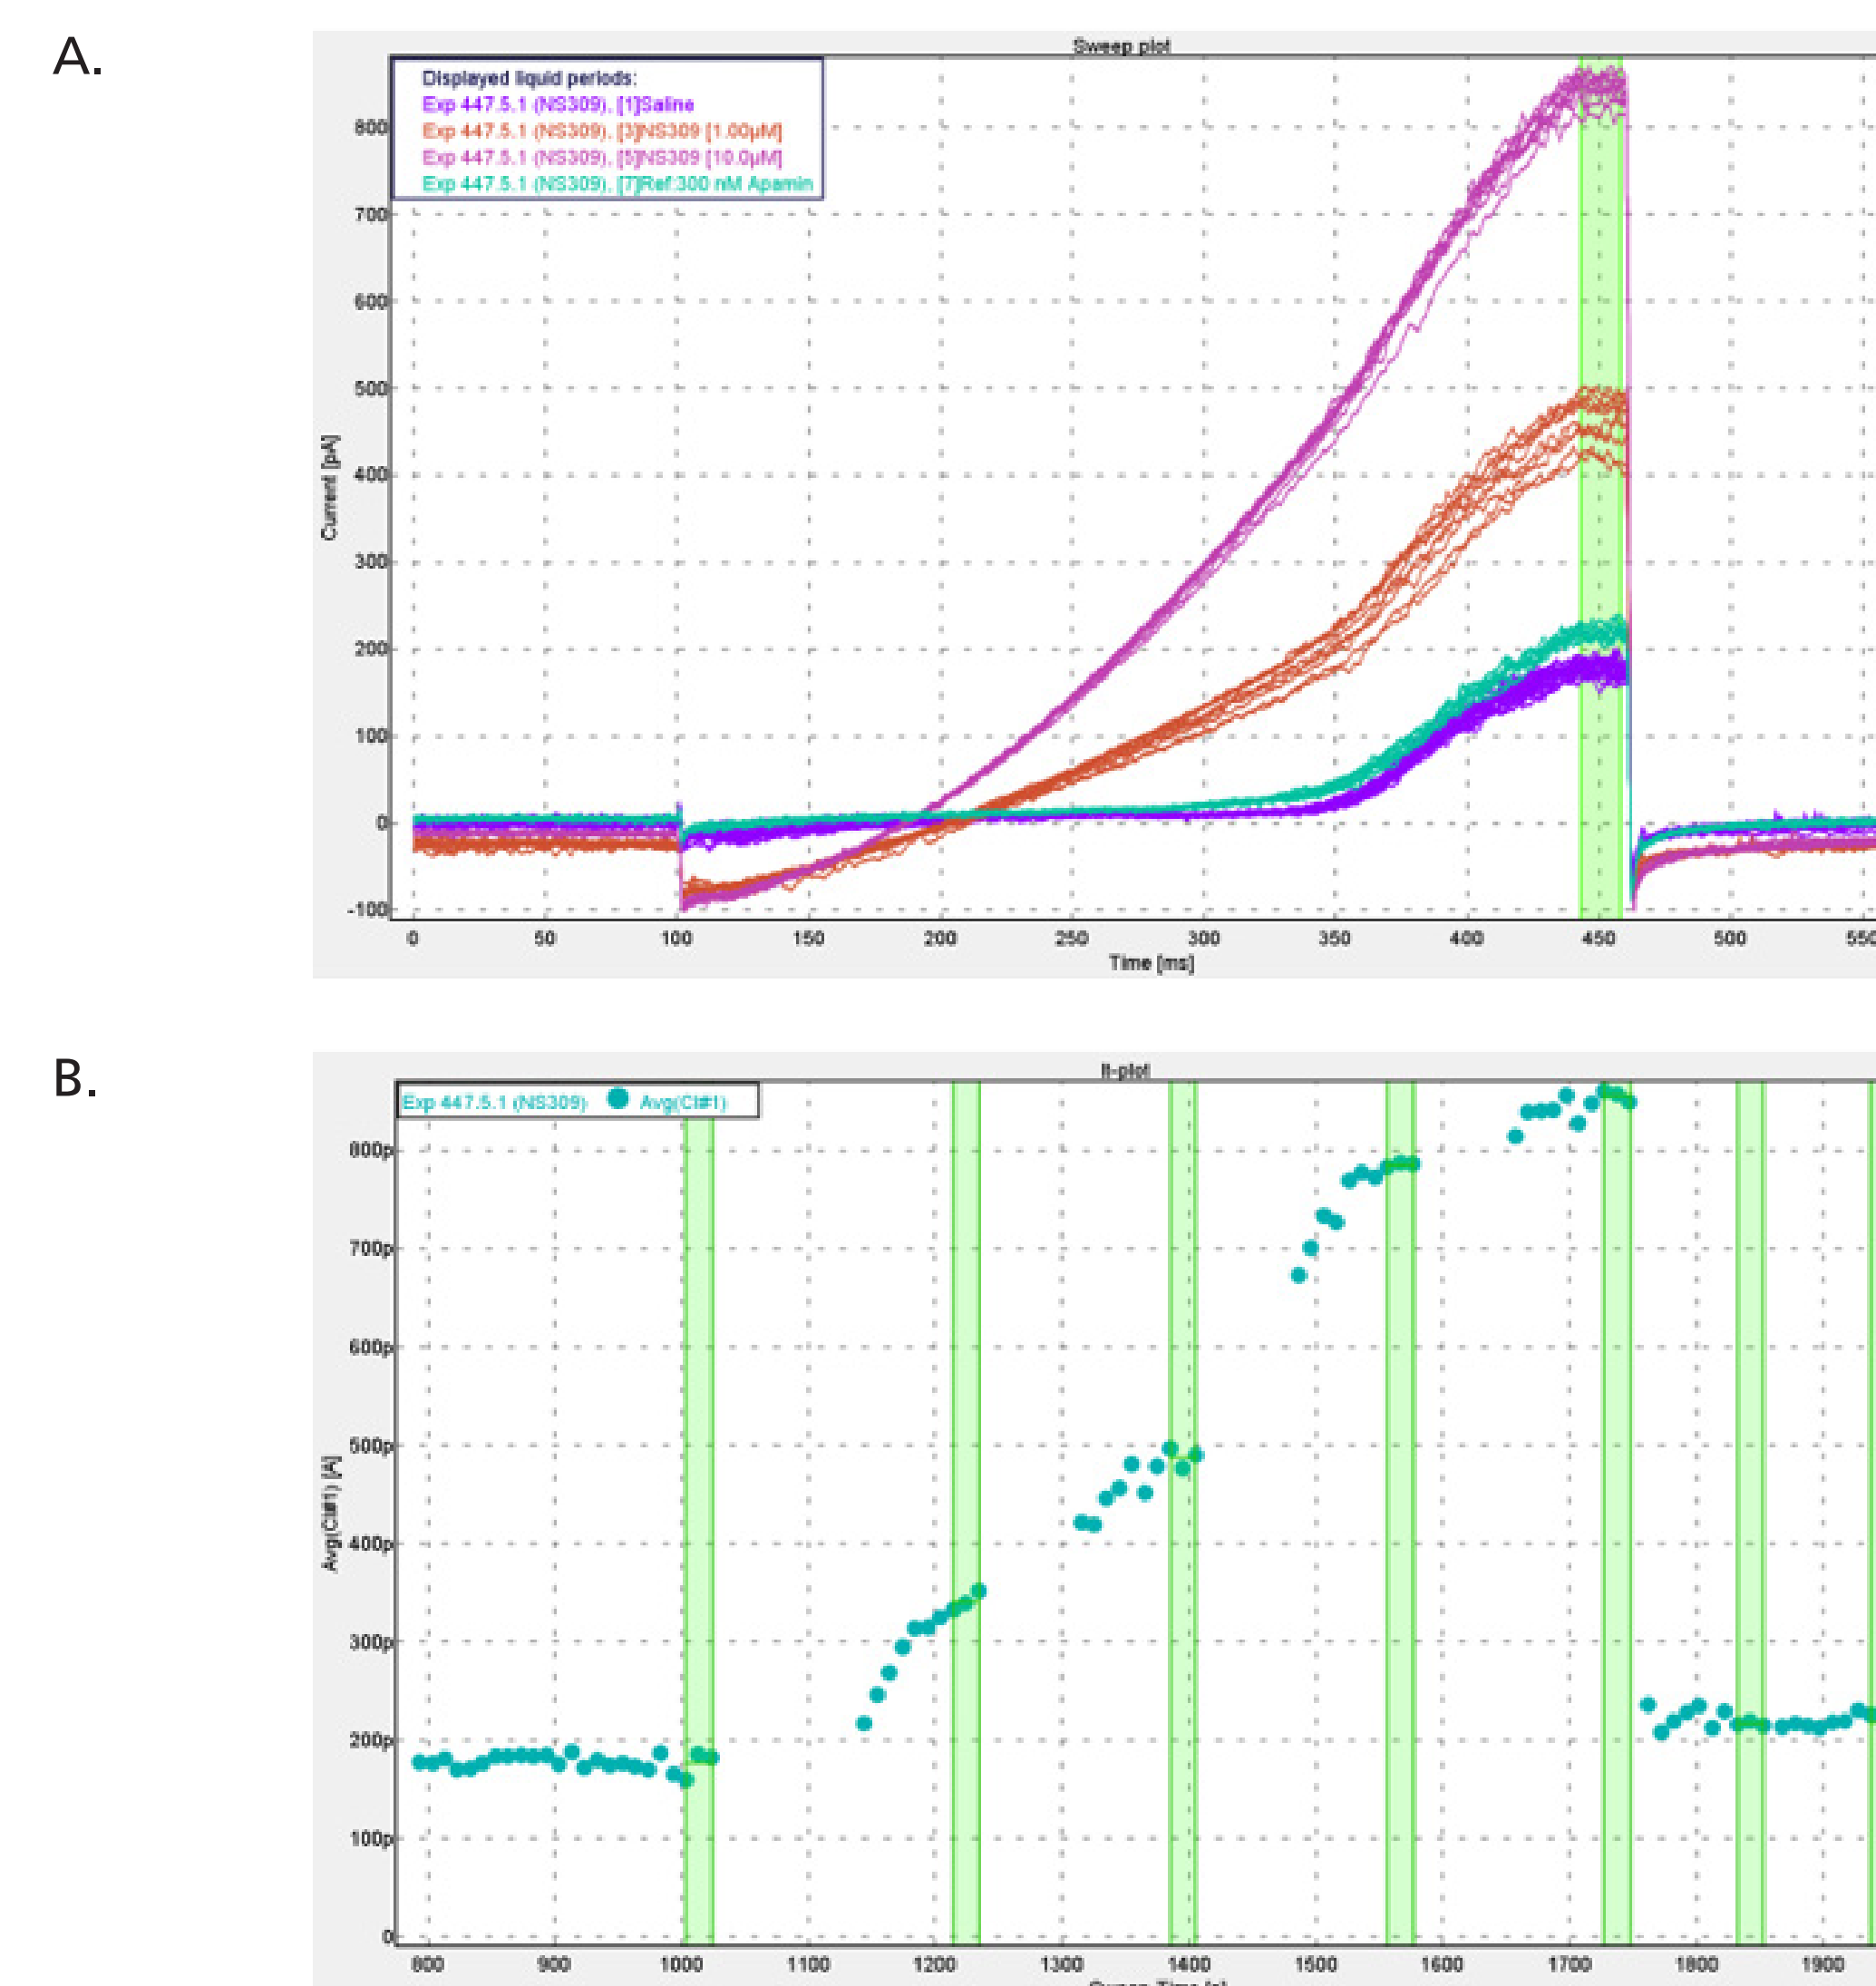 A.
Sweep plot
Displayed liquid periods:
Exp 447.5.1 (NS309), [1]Saline
Exp 447.5.1 (NS309), [3]NS309 [1.00µM]
Exp 447.5.1 (NS309), [5]NS309 [10.0µM]
Exp 447.5.1 (NS309), [7]Ref:300 nM Apamin
800
700
600
500
400
300
200
100
0
-100
Current [pA]
0 50 100 150 200 250 300 350 400 450 500 550
Time [ms]
B.
It-plot
Exp 447.5.1 (NS309) Avg(CI#1)
800p
700p
600p
500p
400p
300p
200p
100p
0
Avg(CI#1) [A]
800 900 1000 1100 1200 1300 1400 1500 1600 1700 1800 1900